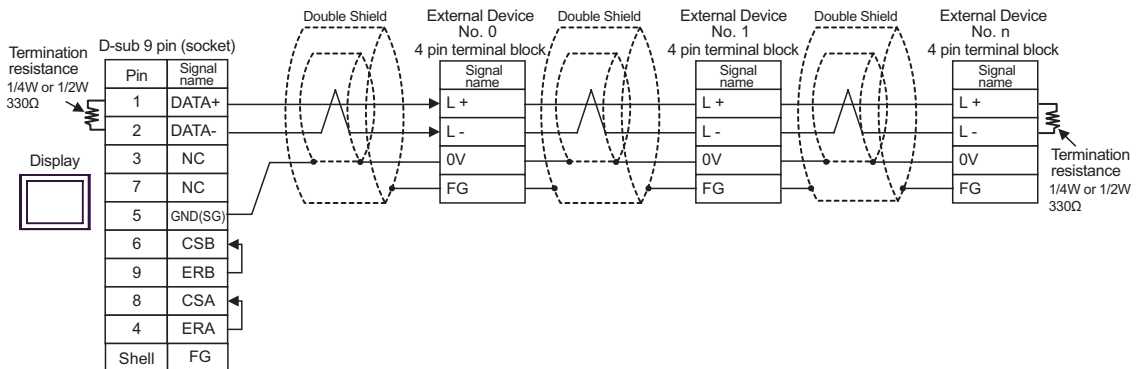 Double Shield
External Device
No. 0
4 pin terminal block
Double Shield
External Device
No. 1
4 pin terminal block
Double Shield
External Device
No. n
4 pin terminal block
Termination
resistance
1/4W or 1/2W
330Ω
D-sub 9 pin (socket)
Pin Signal name
1 DATA+
2 DATA-
3 NC
7 NC
5 GND(SG)
6 CSB
9 ERB
8 CSA
4 ERA
Shell FG
Display
Signal
name
L +
L -
0V
FG
Signal
name
L +
L -
0V
FG
Signal
name
L +
L -
0V
FG
Termination
resistance
1/4W or 1/2W
330Ω